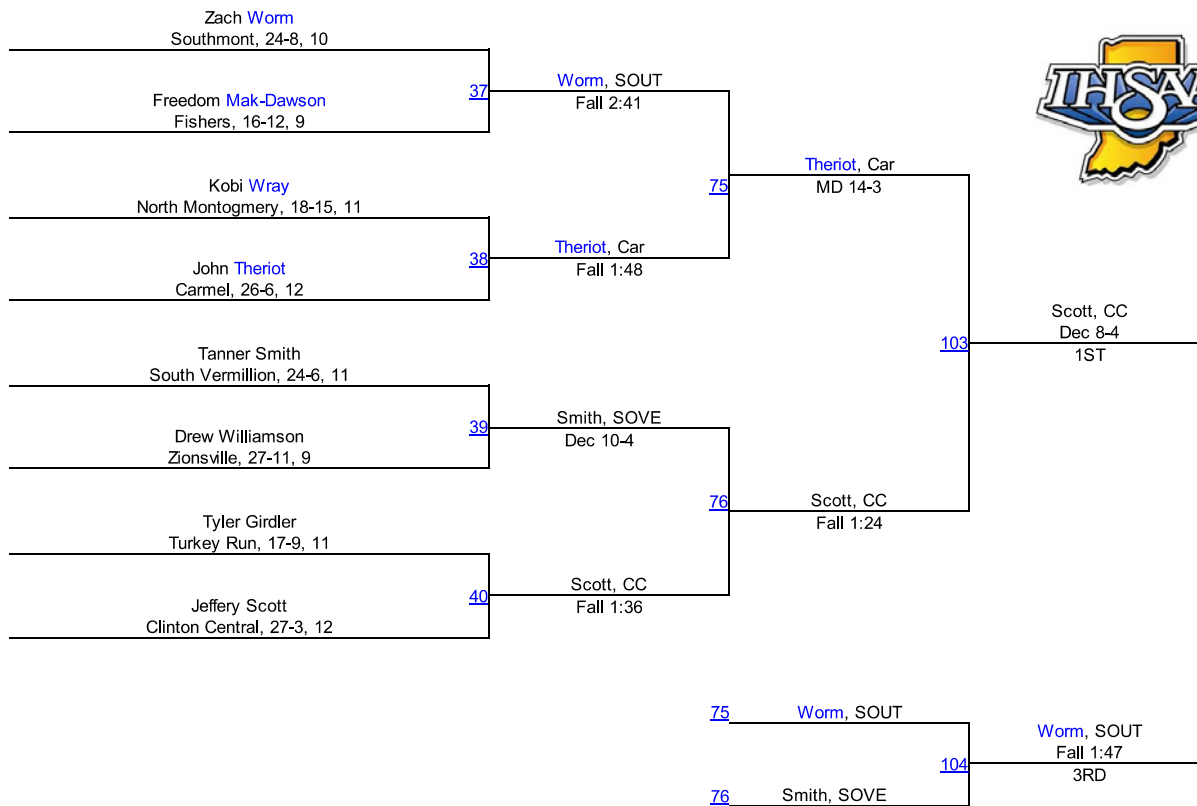 Zach Worm
Southmont, 24-8, 10
Freedom Mak-Dawson
Fishers, 16-12, 9
37
Worm, SOUT
Fall 2:41
Kobi Wray
North Montogmery, 18-15, 11
John Theriot
Carmel, 26-6, 12
38
Theriot, Car
Fall 1:48
75
Theriot, Car
MD 14-3
IHSAA
Tanner Smith
South Vermillion, 24-6, 11
Drew Williamson
Zionsville, 27-11, 9
39
Smith, SOVE
Dec 10-4
Tyler Girdler
Turkey Run, 17-9, 11
Jeffery Scott
Clinton Central, 27-3, 12
40
Scott, CC
Fall 1:36
76
Scott, CC
Fall 1:24
103
Scott, CC
Dec 8-4
1ST
75
Worm, SOUT
76
Smith, SOVE
104
Worm, SOUT
Fall 1:47
3RD